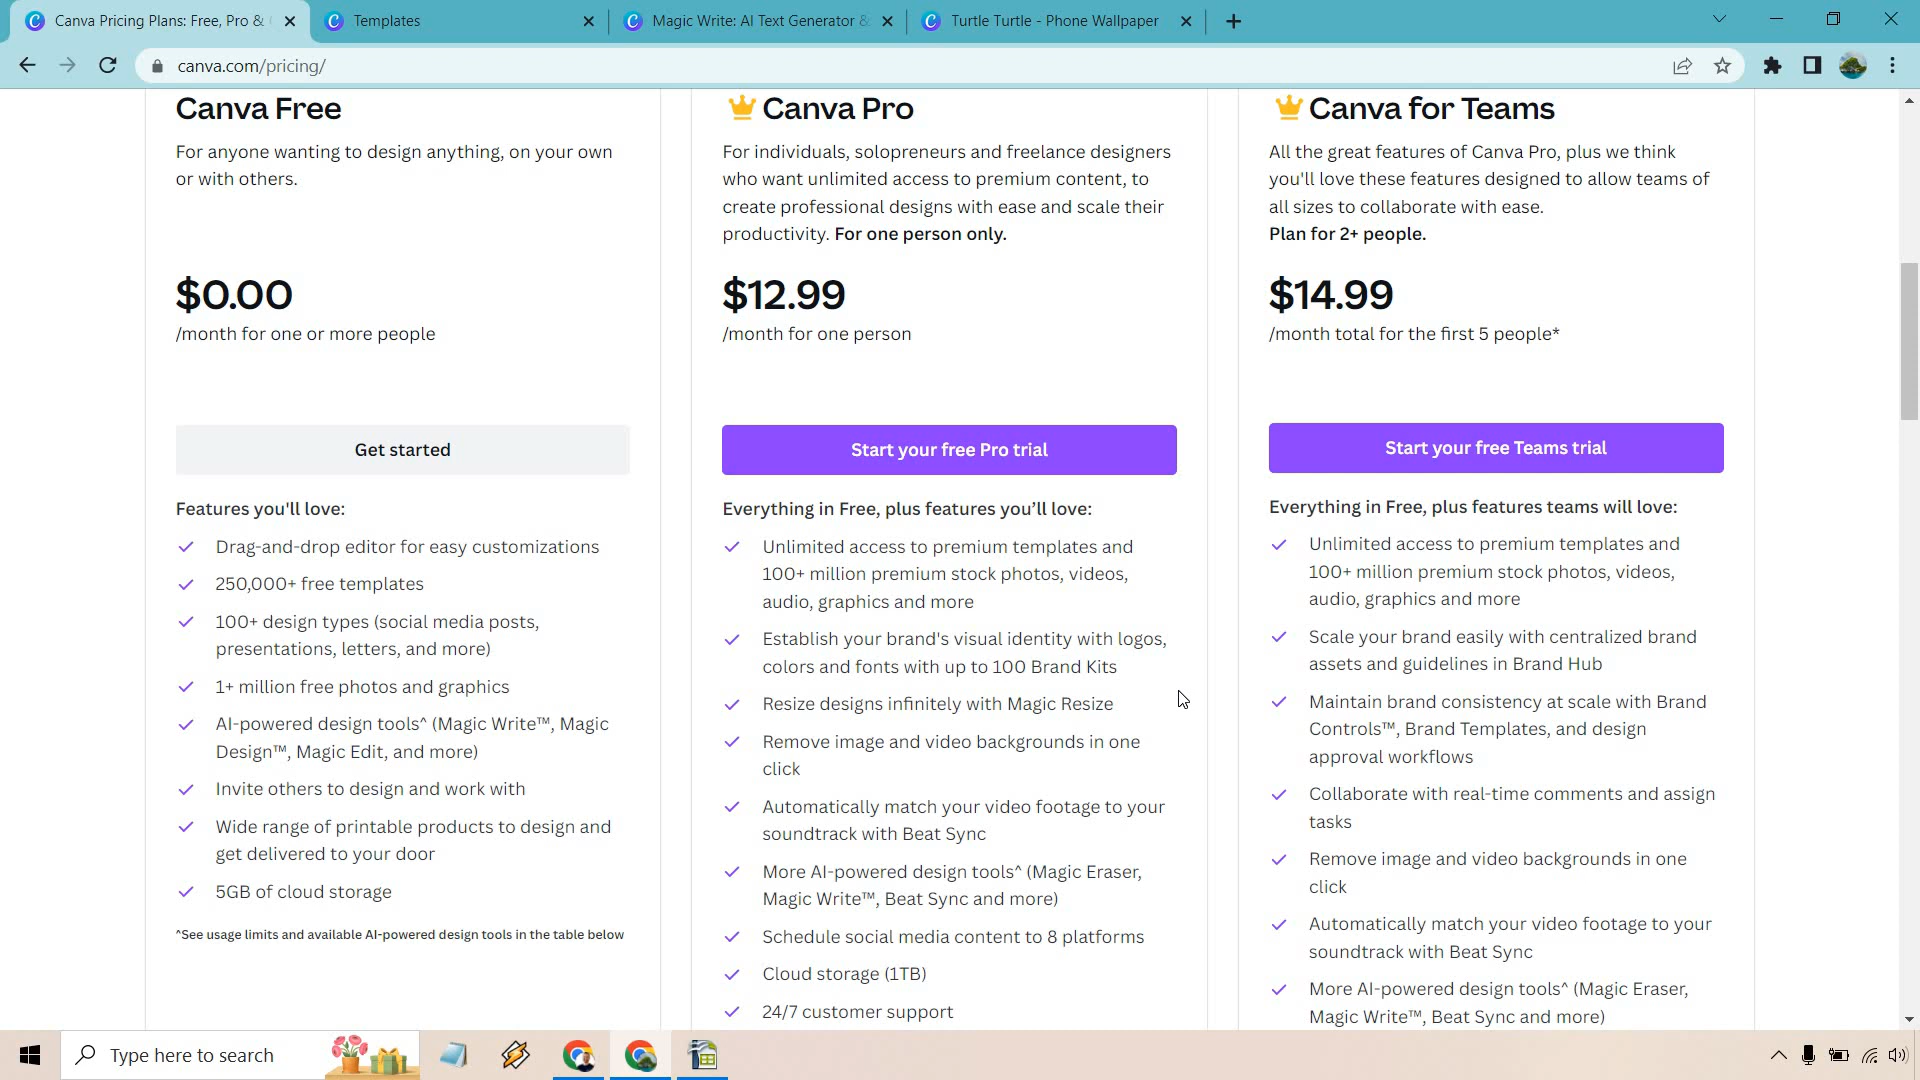 Canva Pricing Plans: Free, Pro &
Templates
Magic Write: AI Text Generator &
Turtle Turtle - Phone Wallpaper
canva.com/pricing/
Canva Free
For anyone wanting to design anything, on your own
or with others.
$0.00
/month for one or more people
Get started
Features you'll love:
Drag-and-drop editor for easy customizations
250,000+ free templates
100+ design types (social media posts,
presentations, letters, and more)
1+ million free photos and graphics
AI-powered design tools^ (Magic Write™, Magic
Design™, Magic Edit, and more)
Invite others to design and work with
Wide range of printable products to design and
get delivered to your door
5GB of cloud storage
^See usage limits and available AI-powered design tools in the table below
Canva Pro
For individuals, solopreneurs and freelance designers
who want unlimited access to premium content, to
create professional designs with ease and scale their
productivity. For one person only.
$12.99
/month for one person
Start your free Pro trial
Everything in Free, plus features you’ll love:
Unlimited access to premium templates and
100+ million premium stock photos, videos,
audio, graphics and more
Establish your brand's visual identity with logos,
colors and fonts with up to 100 Brand Kits
Resize designs infinitely with Magic Resize
Remove image and video backgrounds in one
click
Automatically match your video footage to your
soundtrack with Beat Sync
More AI-powered design tools^ (Magic Eraser,
Magic Write™, Beat Sync and more)
Schedule social media content to 8 platforms
Cloud storage (1TB)
24/7 customer support
Canva for Teams
All the great features of Canva Pro, plus we think
you'll love these features designed to allow teams of
all sizes to collaborate with ease.
Plan for 2+ people.
$14.99
/month total for the first 5 people*
Start your free Teams trial
Everything in Free, plus features teams will love:
Unlimited access to premium templates and
100+ million premium stock photos, videos,
audio, graphics and more
Scale your brand easily with centralized brand
assets and guidelines in Brand Hub
Maintain brand consistency at scale with Brand
Controls™, Brand Templates, and design
approval workflows
Collaborate with real-time comments and assign
tasks
Remove image and video backgrounds in one
click
Automatically match your video footage to your
soundtrack with Beat Sync
More AI-powered design tools^ (Magic Eraser,
Magic Write™, Beat Sync and more)
Type here to search